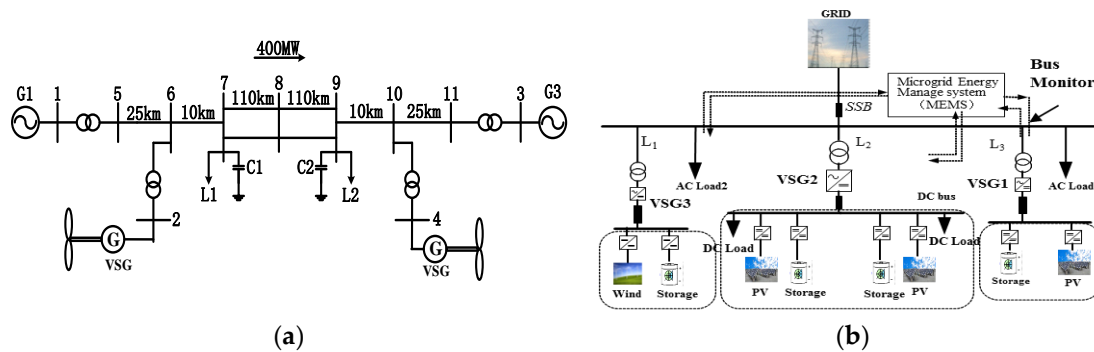 400MW
G1
1
5
25km
6
10km
7
110km
8
110km
9
10km
10
25km
11
3
G3
C1
C2
L1
L2
2
4
G
VSG
G
VSG
(a)
GRID
SSB
Microgrid Energy
Manage system
(MEMS)
Bus
Monitor
L1
L2
L3
AC Load2
VSG3
VSG2
VSG1
AC Load
DC bus
DC Load
DC Load
Wind
Storage
PV
Storage
Storage
PV
Storage
PV
(b)